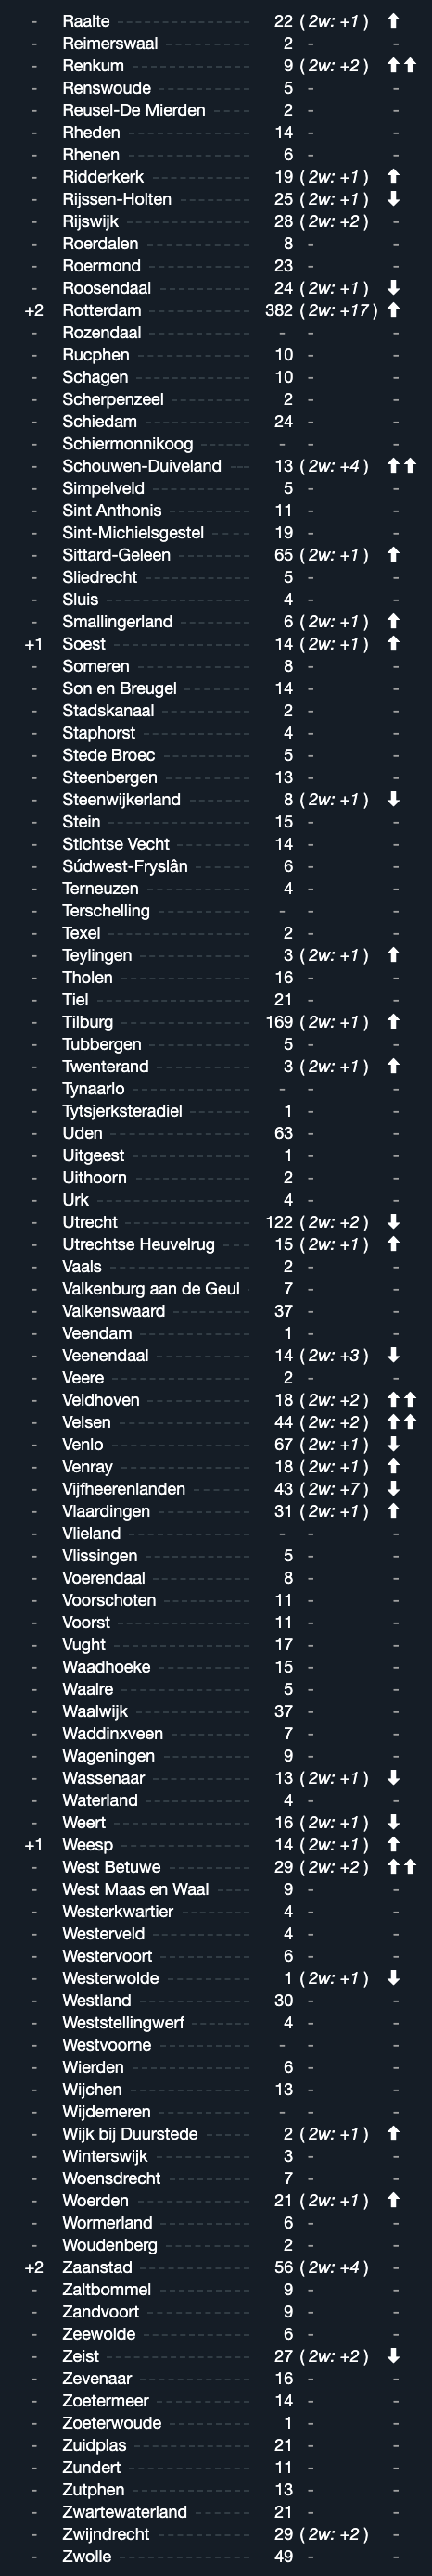 - Raalte 22 ( 2w: +1 ) ⬆
- Reimerswaal 2 - -
- Renkum 9 ( 2w: +2 ) ⬆⬆
- Renswoude 5 - -
- Reusel-De Mierden 2 - -
- Rheden 14 - -
- Rhenen 6 - -
- Ridderkerk 19 ( 2w: +1 ) ⬆
- Rijssen-Holten 25 ( 2w: +1 ) ⬇
- Rijswijk 28 ( 2w: +2 ) -
- Roerdalen 8 - -
- Roermond 23 - -
- Roosendaal 24 ( 2w: +1 ) ⬇
+2 Rotterdam 382 ( 2w: +17 ) ⬆
- Rozendaal - - -
- Rucphen 10 - -
- Schagen 10 - -
- Scherpenzeel 2 - -
- Schiedam 24 - -
- Schiermonnikoog - - -
- Schouwen-Duiveland 13 ( 2w: +4 ) ⬆⬆
- Simpelveld 5 - -
- Sint Anthonis 11 - -
- Sint-Michielsgestel 19 - -
- Sittard-Geleen 65 ( 2w: +1 ) ⬆
- Sliedrecht 5 - -
- Sluis 4 - -
- Smallingerland 6 ( 2w: +1 ) ⬆
+1 Soest 14 ( 2w: +1 ) ⬆
- Someren 8 - -
- Son en Breugel 14 - -
- Stadskanaal 2 - -
- Staphorst 4 - -
- Stede Broec 5 - -
- Steenbergen 13 - -
- Steenwijkerland 8 ( 2w: +1 ) ⬇
- Stein 15 - -
- Stichtse Vecht 14 - -
- Súdwest-Fryslân 6 - -
- Terneuzen 4 - -
- Terschelling - - -
- Texel 2 - -
- Teylingen 3 ( 2w: +1 ) ⬆
- Tholen 16 - -
- Tiel 21 - -
- Tilburg 169 ( 2w: +1 ) ⬆
- Tubbergen 5 - -
- Twenterand 3 ( 2w: +1 ) ⬆
- Tynaarlo - - -
- Tytsjerksteradiel 1 - -
- Uden 63 - -
- Uitgeest 1 - -
- Uithoorn 2 - -
- Urk 4 - -
- Utrecht 122 ( 2w: +2 ) ⬇
- Utrechtse Heuvelrug 15 ( 2w: +1 ) ⬆
- Vaals 2 - -
- Valkenburg aan de Geul 7 - -
- Valkenswaard 37 - -
- Veendam 1 - -
- Veenendaal 14 ( 2w: +3 ) ⬇
- Veere 2 - -
- Veldhoven 18 ( 2w: +2 ) ⬆⬆
- Velsen 44 ( 2w: +2 ) ⬆⬆
- Venlo 67 ( 2w: +1 ) ⬇
- Venray 18 ( 2w: +1 ) ⬆
- Vijfheerenlanden 43 ( 2w: +7 ) ⬇
- Vlaardingen 31 ( 2w: +1 ) ⬆
- Vlieland - - -
- Vlissingen 5 - -
- Voerendaal 8 - -
- Voorschoten 11 - -
- Voorst 11 - -
- Vught 17 - -
- Waadhoeke 15 - -
- Waalre 5 - -
- Waalwijk 37 - -
- Waddinxveen 7 - -
- Wageningen 9 - -
- Wassenaar 13 ( 2w: +1 ) ⬇
- Waterland 4 - -
- Weert 16 ( 2w: +1 ) ⬇
+1 Weesp 14 ( 2w: +1 ) ⬆
- West Betuwe 29 ( 2w: +2 ) ⬆⬆
- West Maas en Waal 9 - -
- Westerkwartier 4 - -
- Westerveld 4 - -
- Westervoort 6 - -
- Westerwolde 1 ( 2w: +1 ) ⬇
- Westland 30 - -
- Weststellingwerf 4 - -
- Westvoorne - - -
- Wierden 6 - -
- Wijchen 13 - -
- Wijdemeren - - -
- Wijk bij Duurstede 2 ( 2w: +1 ) ⬆
- Winterswijk 3 - -
- Woensdrecht 7 - -
- Woerden 21 ( 2w: +1 ) ⬆
- Wormerland 6 - -
- Woudenberg 2 - -
+2 Zaanstad 56 ( 2w: +4 ) -
- Zaltbommel 9 - -
- Zandvoort 9 - -
- Zeewolde 6 - -
- Zeist 27 ( 2w: +2 ) ⬇
- Zevenaar 16 - -
- Zoetermeer 14 - -
- Zoeterwoude 1 - -
- Zuidplas 21 - -
- Zundert 11 - -
- Zutphen 13 - -
- Zwartewaterland 21 - -
- Zwijndrecht 29 ( 2w: +2 ) -
- Zwolle 49 - -